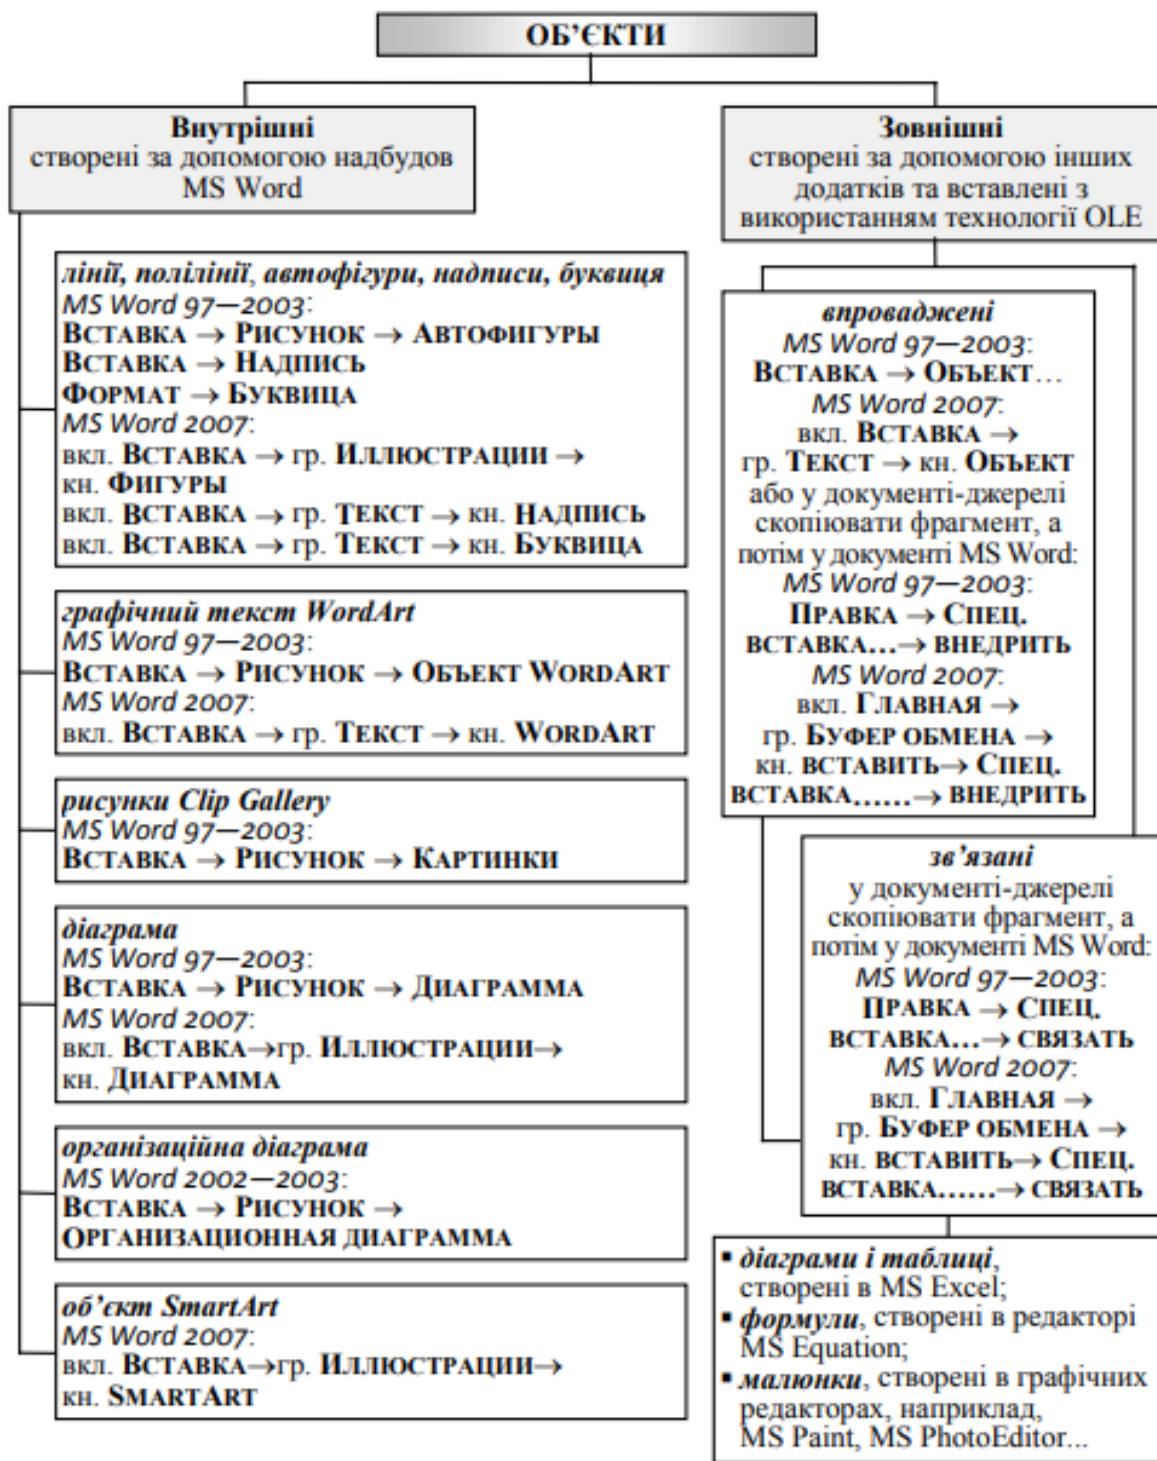 ОБ’ЄКТИ
Внутрішні
створені за допомогою надбудов
MS Word
лінії, полілінії, автофігури, надписи, буквиця
MS Word 97—2003:
ВСТАВКА → РИСУНОК → АВТОФИГУРЫ
ВСТАВКА → НАДПИСЬ
ФОРМАТ → БУКВИЦА
MS Word 2007:
вкл. ВСТАВКА → гр. ИЛЛЮСТРАЦИИ →
кн. ФИГУРЫ
вкл. ВСТАВКА → гр. ТЕКСТ → кн. НАДПИСЬ
вкл. ВСТАВКА → гр. ТЕКСТ → кн. БУКВИЦА
графічний текст WordArt
MS Word 97—2003:
ВСТАВКА → РИСУНОК → ОБЪЕКТ WORDART
MS Word 2007:
вкл. ВСТАВКА → гр. ТЕКСТ → кн. WORDART
рисунки Clip Gallery
MS Word 97—2003:
ВСТАВКА → РИСУНОК → КАРТИНКИ
діаграма
MS Word 97—2003:
ВСТАВКА → РИСУНОК → ДИАГРАММА
MS Word 2007:
вкл. ВСТАВКА→гр. ИЛЛЮСТРАЦИИ→
кн. ДИАГРАММА
організаційна діаграма
MS Word 2002—2003:
ВСТАВКА → РИСУНОК →
ОРГАНИЗАЦИОННАЯ ДИАГРАММА
об’єкт SmartArt
MS Word 2007:
вкл. ВСТАВКА→гр. ИЛЛЮСТРАЦИИ→
кн. SMARTART
Зовнішні
створені за допомогою інших
додатків та вставлені з
використанням технології OLE
впроваджені
MS Word 97—2003:
ВСТАВКА → ОБЪЕКТ…
MS Word 2007:
вкл. ВСТАВКА →
гр. ТЕКСТ → кн. ОБЪЕКТ
або у документі-джерелі
скопіювати фрагмент, а
потім у документі MS Word:
MS Word 97—2003:
ПРАВКА → СПЕЦ.
ВСТАВКА…→ ВНЕДРИТЬ
MS Word 2007:
вкл. ГЛАВНАЯ →
гр. БУФЕР ОБМЕНА →
кн. ВСТАВИТЬ→ СПЕЦ.
ВСТАВКА……→ ВНЕДРИТЬ
зв’язані
у документі-джерелі
скопіювати фрагмент, а
потім у документі MS Word:
MS Word 97—2003:
ПРАВКА → СПЕЦ.
ВСТАВКА…→ СВЯЗАТЬ
MS Word 2007:
вкл. ГЛАВНАЯ →
гр. БУФЕР ОБМЕНА →
кн. ВСТАВИТЬ→ СПЕЦ.
ВСТАВКА……→ СВЯЗАТЬ
▪ діаграми і таблиці,
створені в MS Excel;
▪ формули, створені в редакторі
MS Equation;
▪ малюнки, створені в графічних
редакторах, наприклад,
MS Paint, MS PhotoEditor...